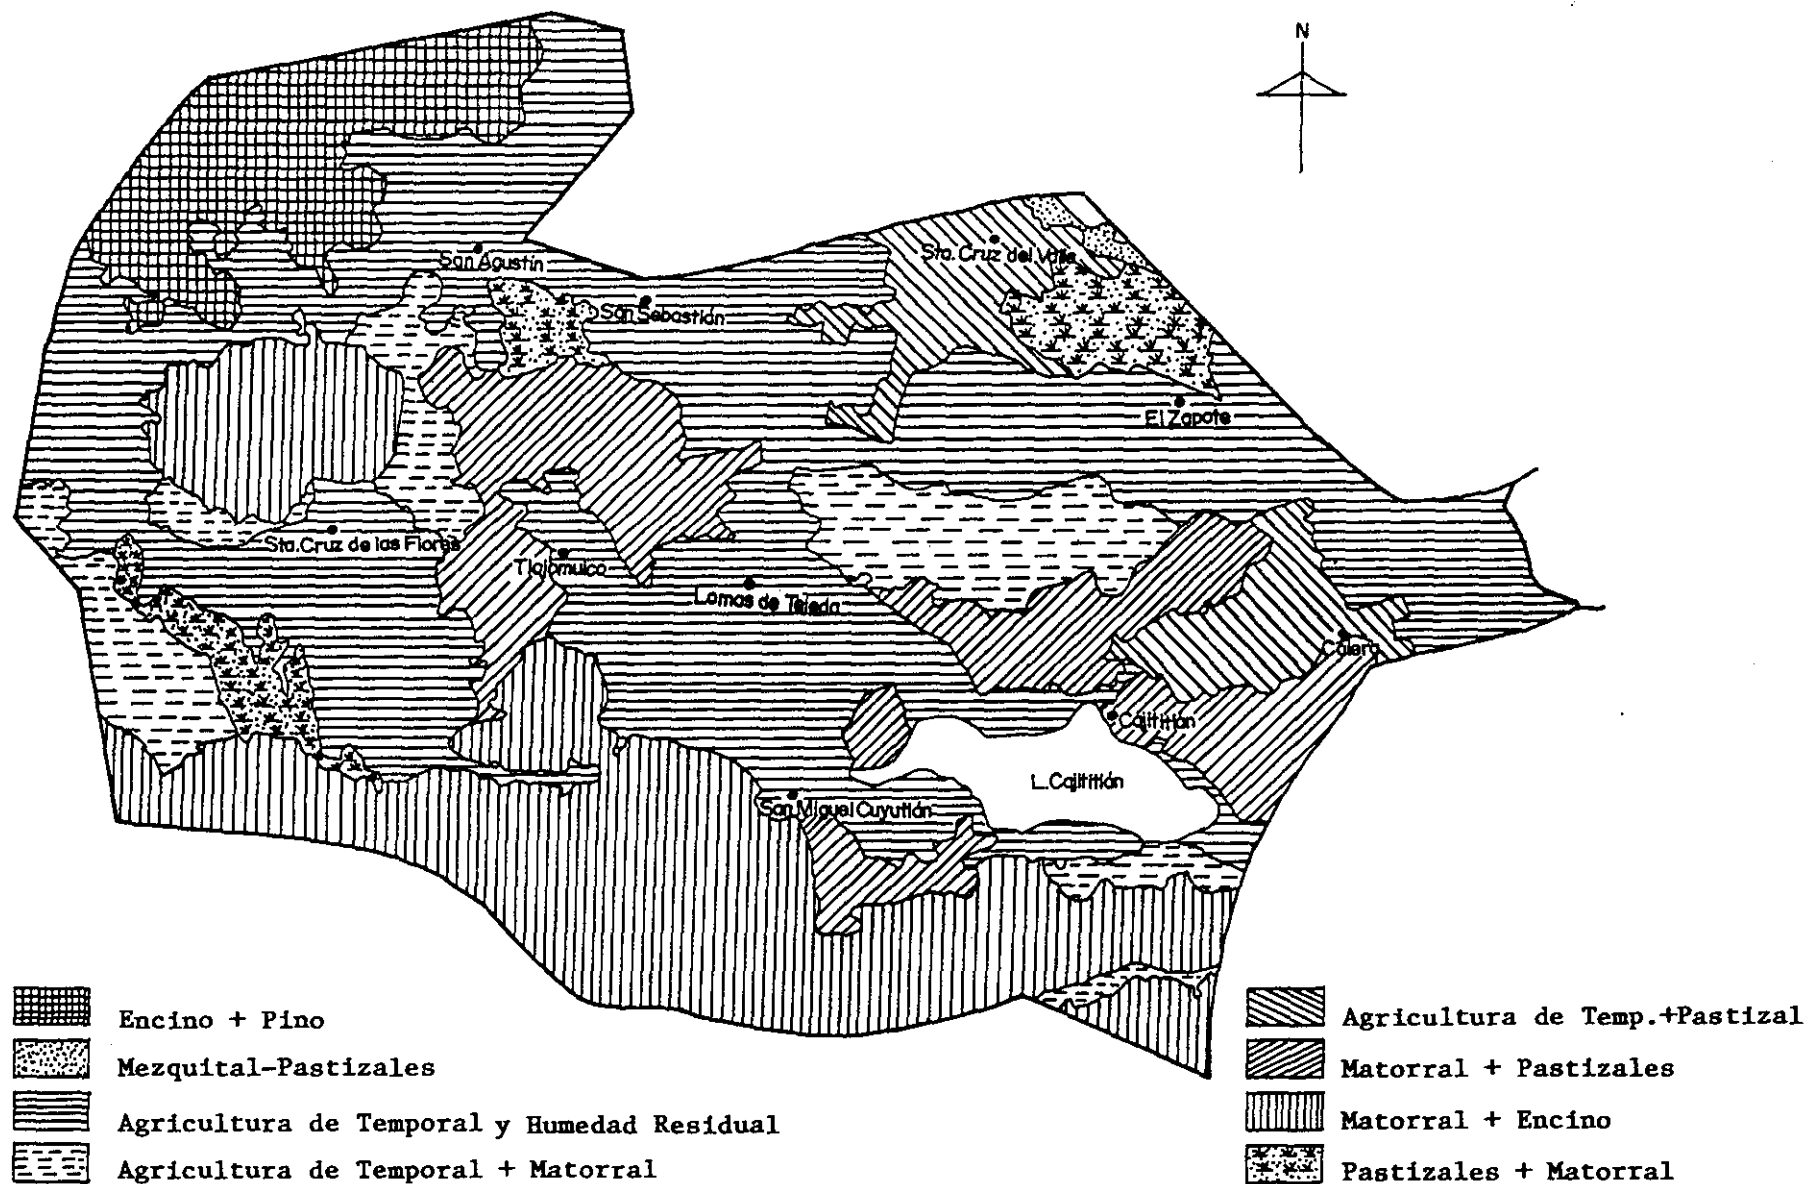 N
Sta. Cruz del Valle
San Agustín
San Sebastián
El Zapote
Sta. Cruz de las Flores
Tlajomulco
Lomas de Tejeda
Calera
Cajititlán
L. Cajititlán
San Miguel Cuyutlán
Encino + Pino
Mezquital-Pastizales
Agricultura de Temporal y Humedad Residual
Agricultura de Temporal + Matorral
Agricultura de Temp.+Pastizal
Matorral + Pastizales
Matorral + Encino
Pastizales + Matorral